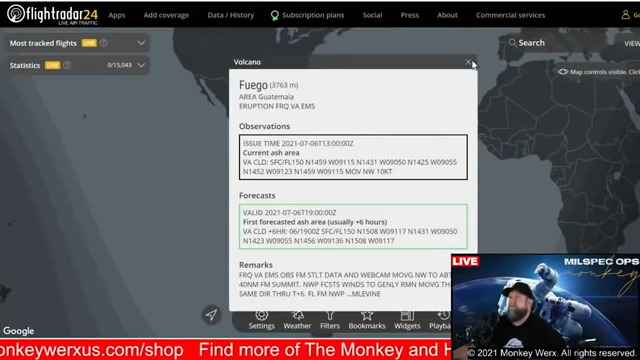 flightradar24
LIVE AIR TRAFFIC
Apps Add coverage Data / History Subscription plans Social Press About Commercial services
Most tracked flights LIVE ?
Statistics LIVE ? 0/15,043
Search
VIEW
Map controls visible. Click
Volcano
Fuego (3763 m)
AREA Guatemala
ERUPTION FRQ VA EMS
Observations
ISSUE TIME 2021-07-06T13:00:00Z
Current ash area
VA CLD: SFC/FL150 N1459 W09115 N1431 W09050 N1425 W09055
N1452 W09123 N1459 W09115 MOV NW 10KT
Forecasts
VALID 2021-07-06T19:00:00Z
First forecasted ash area (usually +6 hours)
VA CLD +6HR: 06/1900Z SFC/FL150 N1508 W09117 N1431 W09050
N1423 W09055 N1456 W09136 N1508 W09117
Remarks
FRQ VA EMS OBS FM STLT DATA AND WEBCAM MOVG NW TO ABT
40NM FM SUMMIT. NWP FCSTS WINDS TO GENLY RMN MOVG TH
SAME DIR THRU T+6. FL FM NWP ...MLEVINE
Google
Settings Weather Filters Bookmarks Widgets Playba
LIVE
MILSPEC OPS
monkey
onkeywerxus.com/shop Find more of The Monkey and H
© 2021 Monkey Werx. All rights reserved.